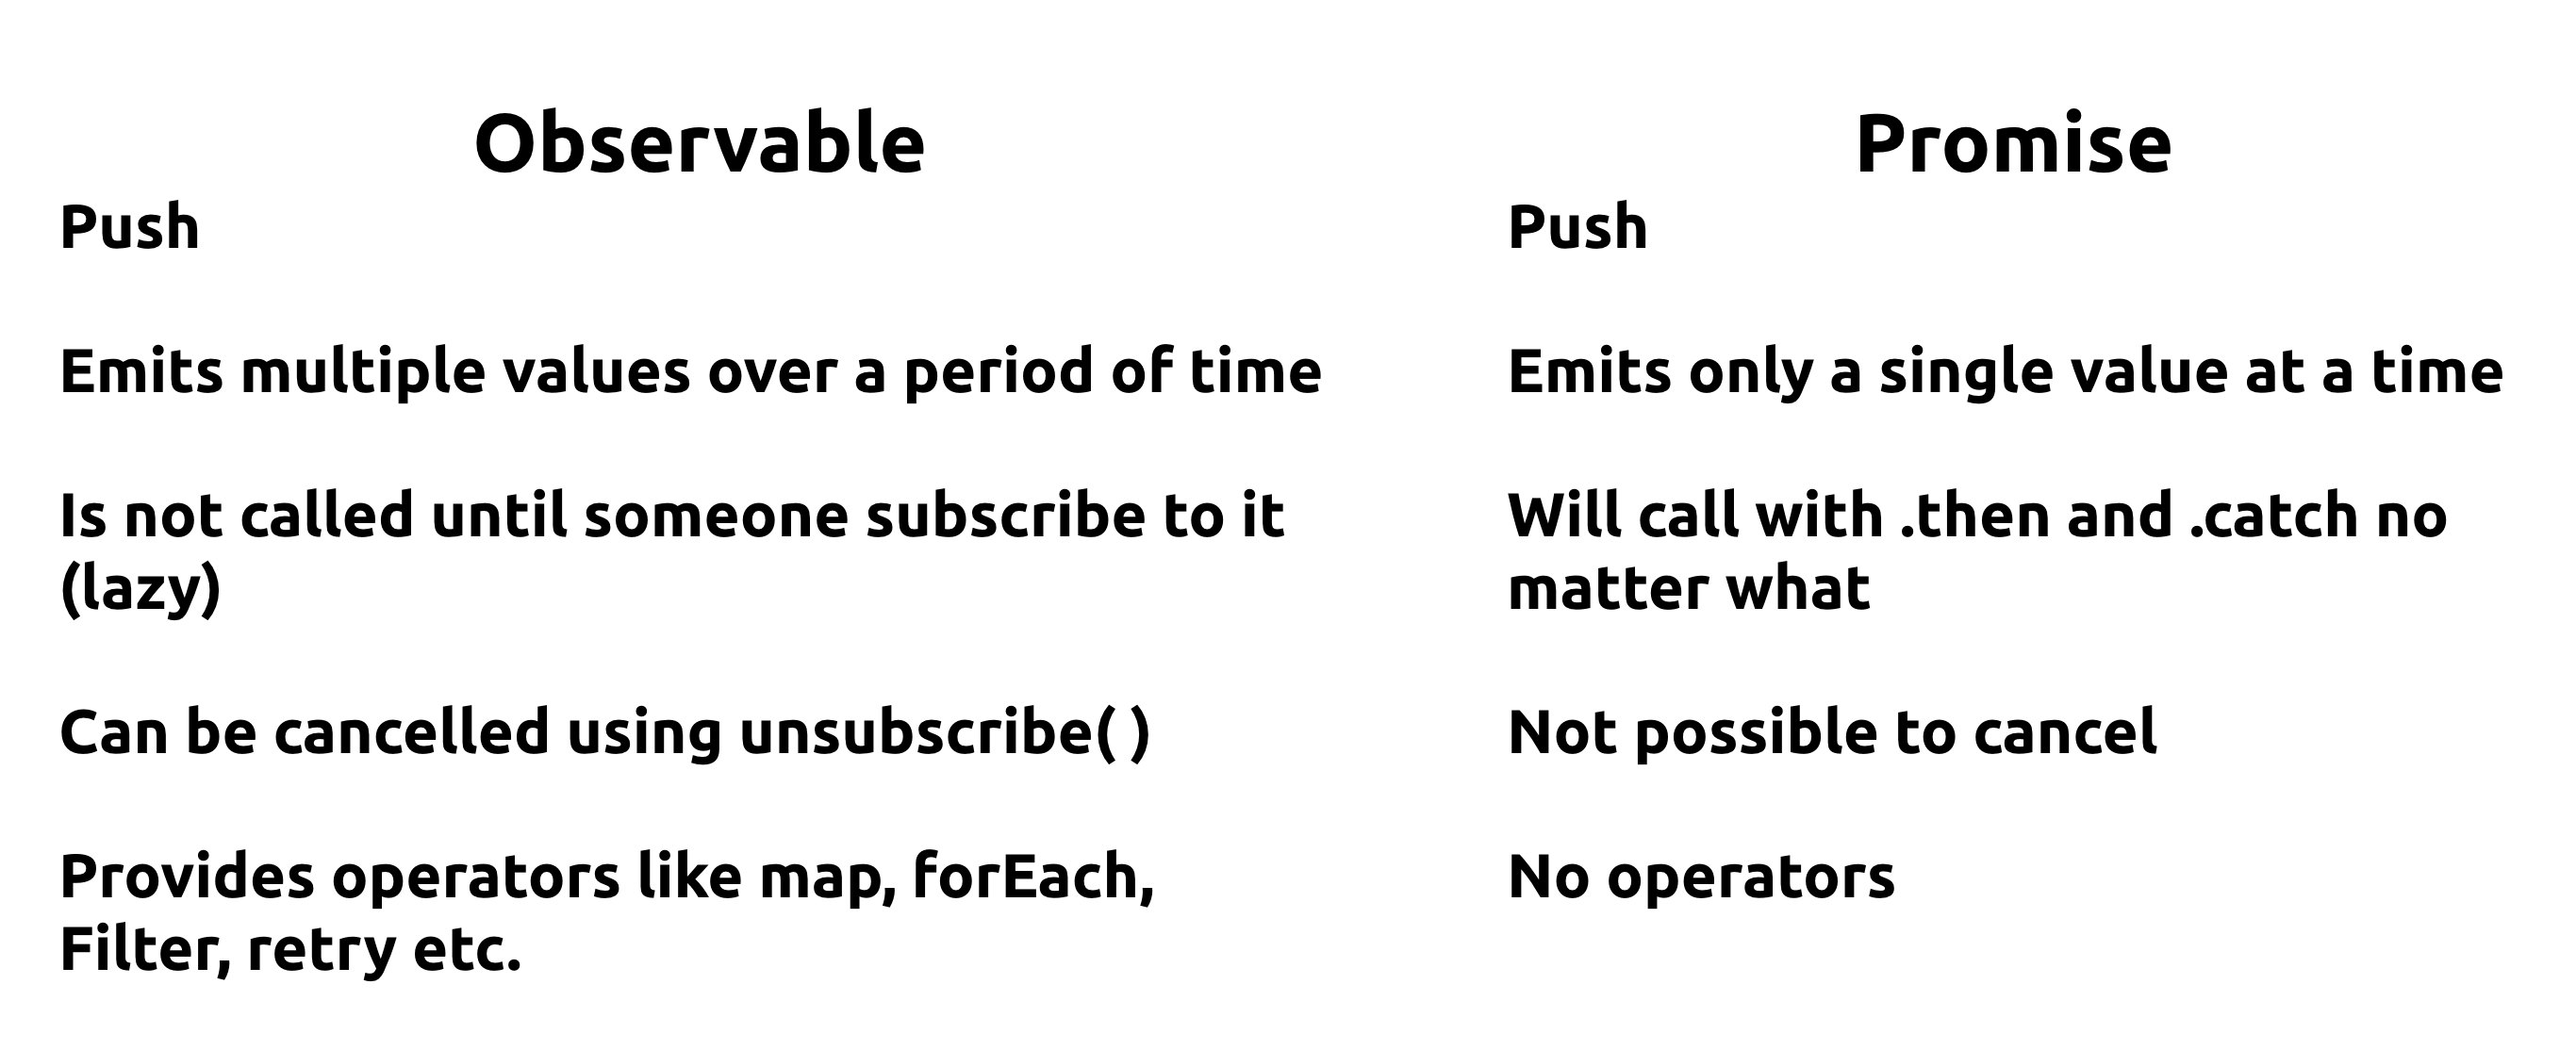 Observable
Push
Emits multiple values over a period of time
Is not called until someone subscribe to it
(lazy)
Can be cancelled using unsubscribe( )
Provides operators like map, forEach,
Filter, retry etc.
Promise
Push
Emits only a single value at a time
Will call with .then and .catch no
matter what
Not possible to cancel
No operators